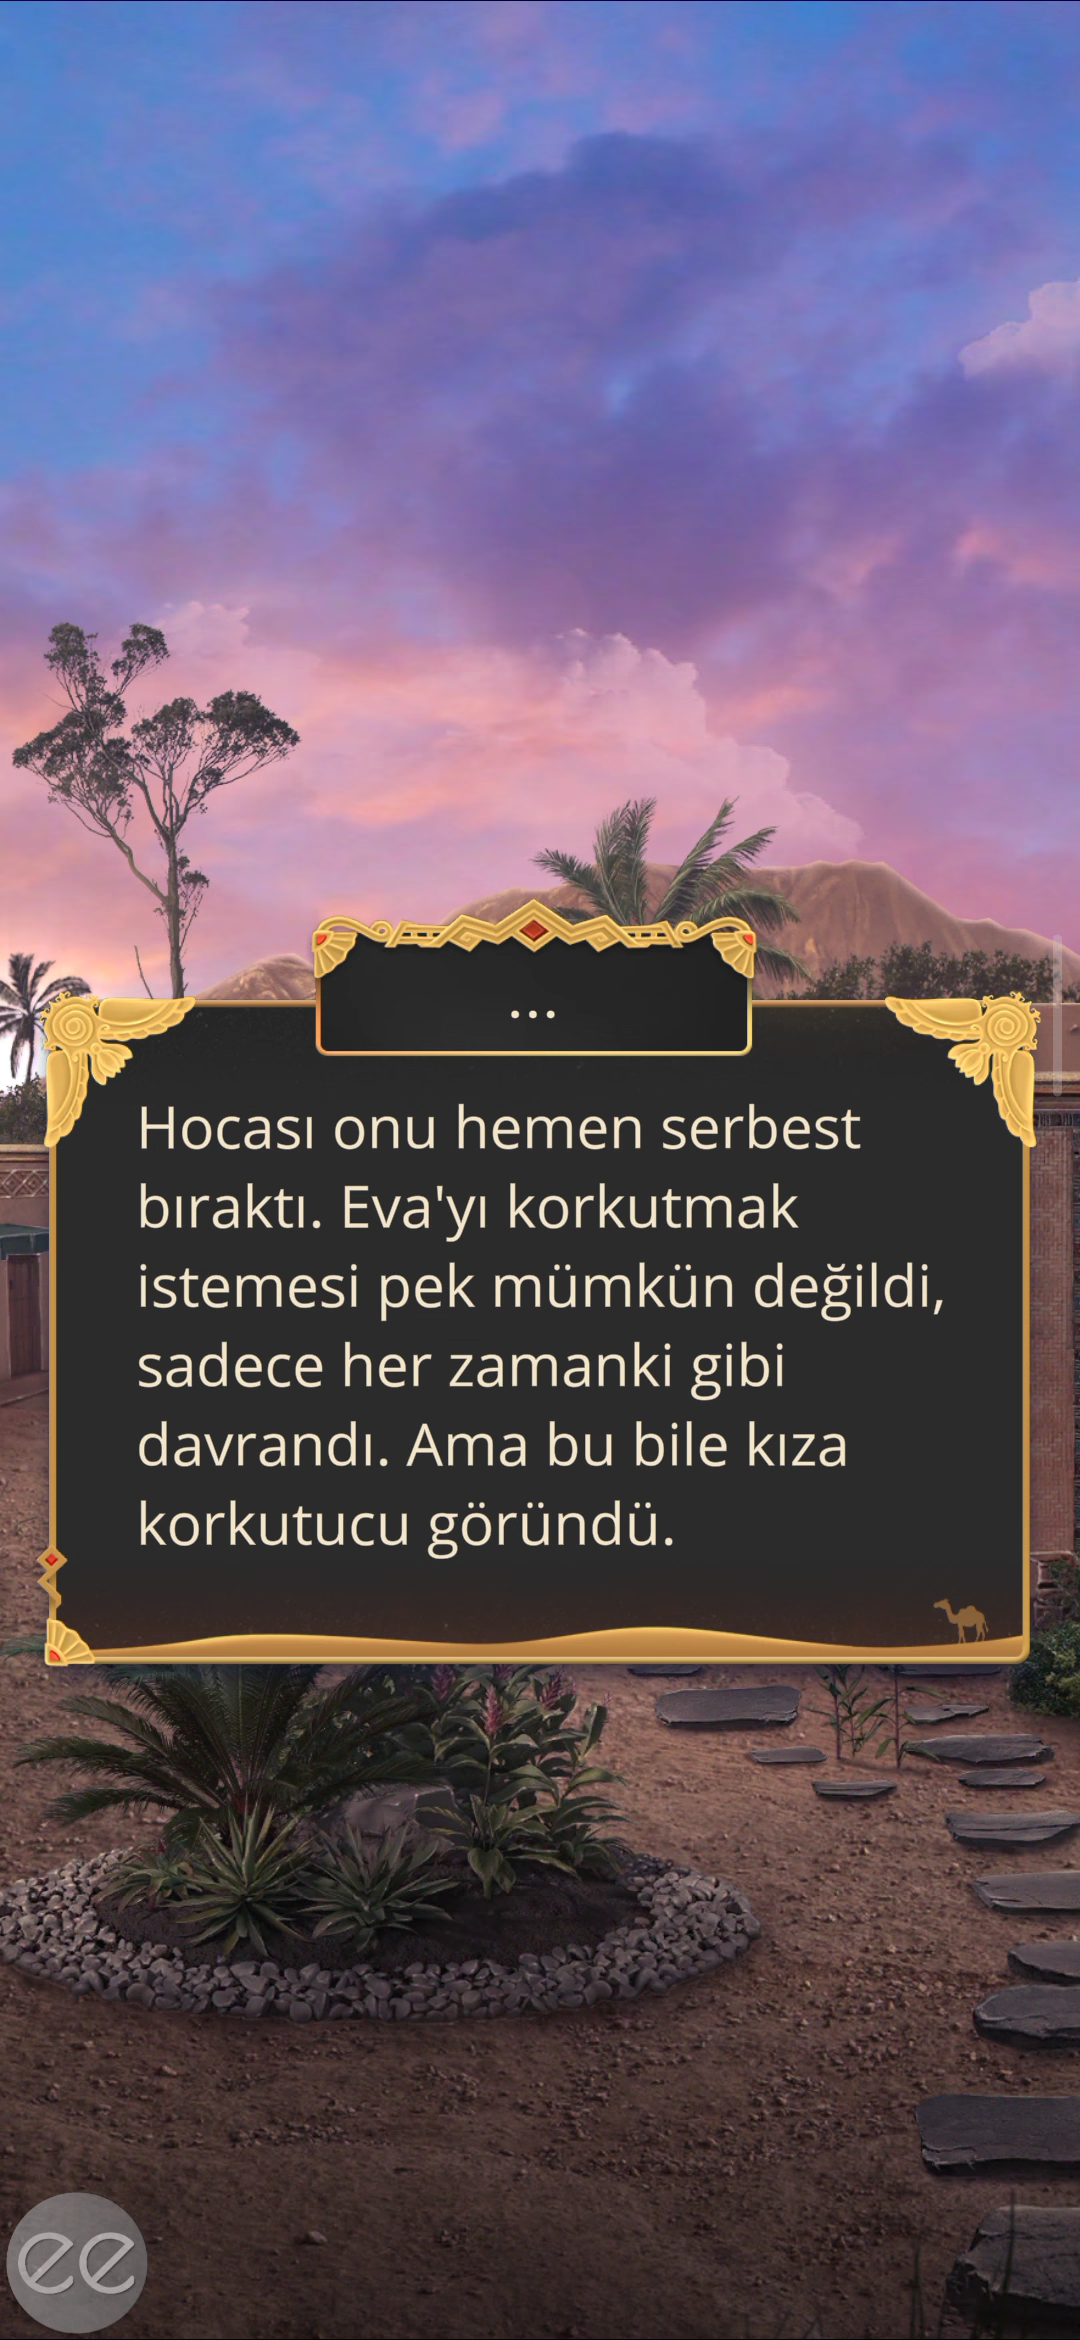 ...
Hocası onu hemen serbest
bıraktı. Eva'yı korkutmak
istemesi pek mümkün değildi,
sadece her zamanki gibi
davrandı. Ama bu bile kıza
korkutucu göründü.
ee